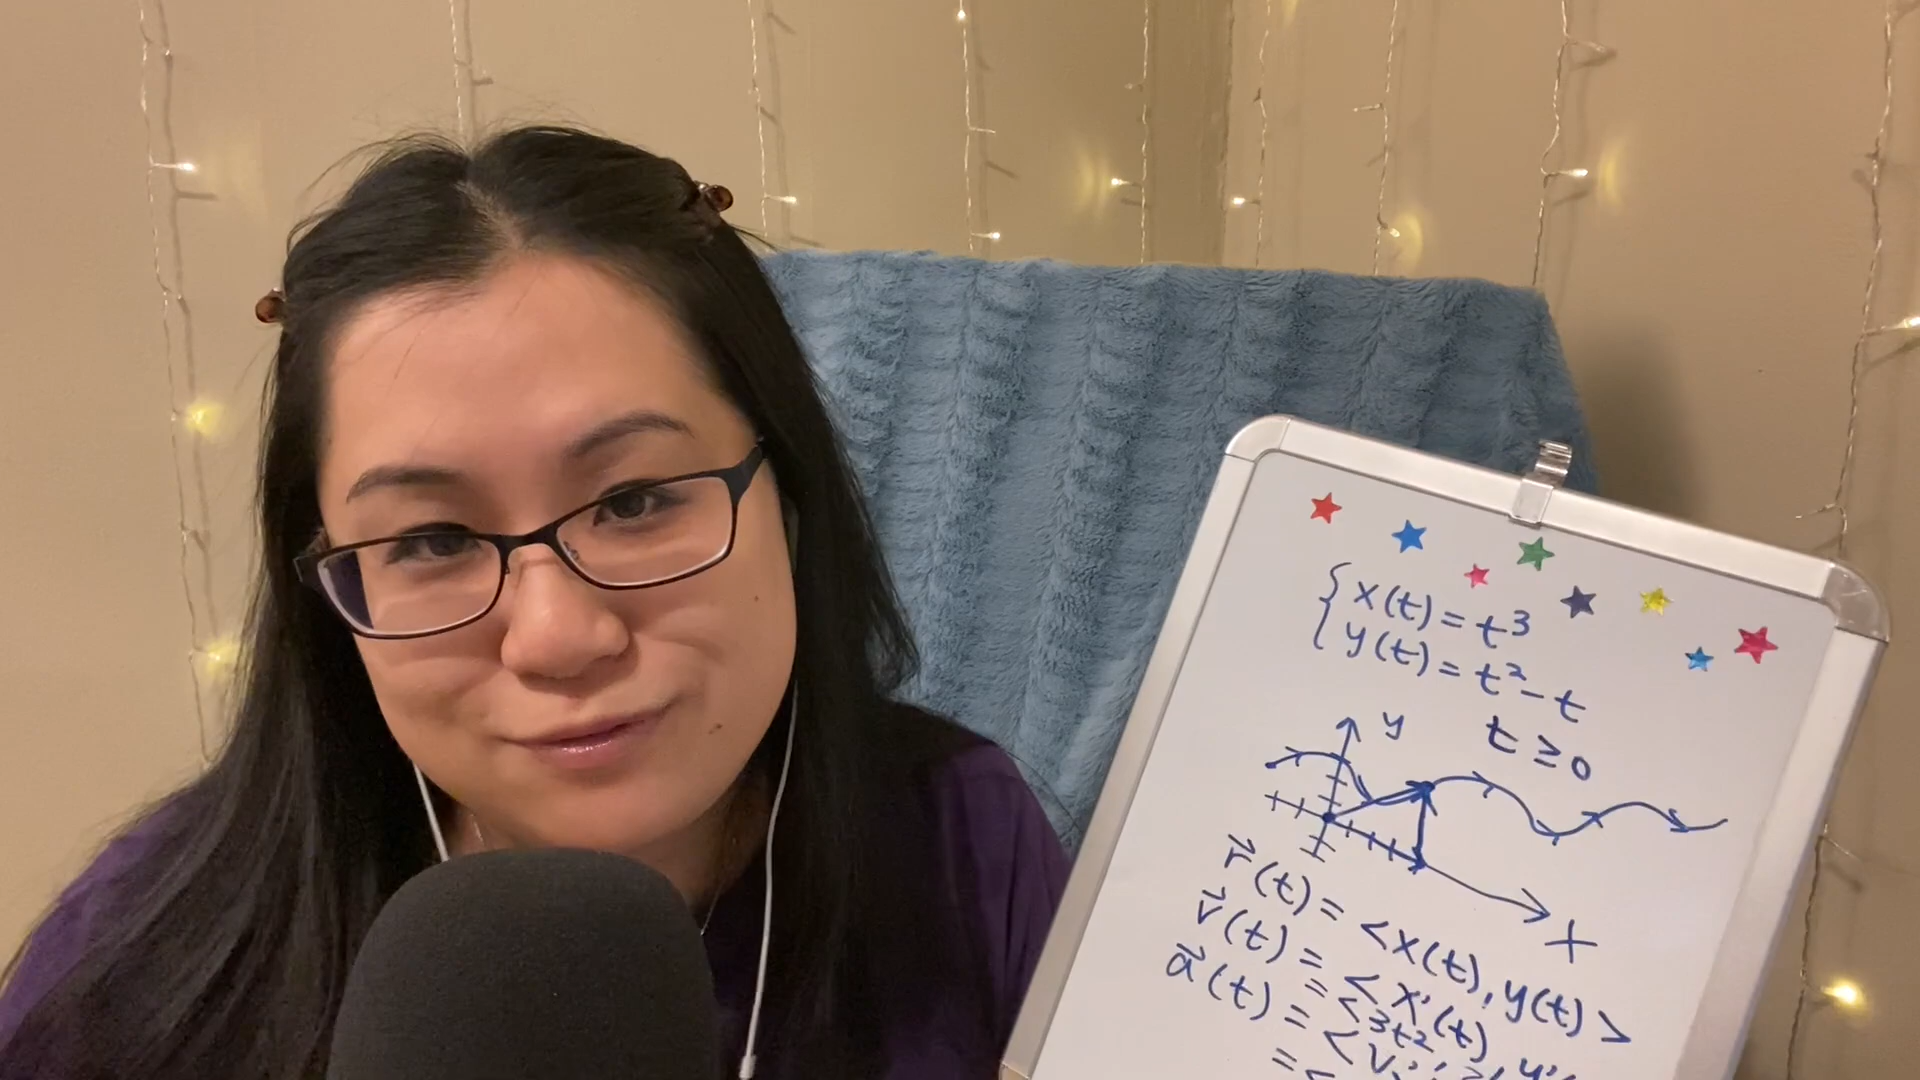 x(t) = t³
y(t) = t² - t
t ≥ 0
y
x
r⃗(t) = <x(t), y(t)>
v⃗(t) = <x'(t), y'(
= <3t²,
a⃗(t) = <v
= <